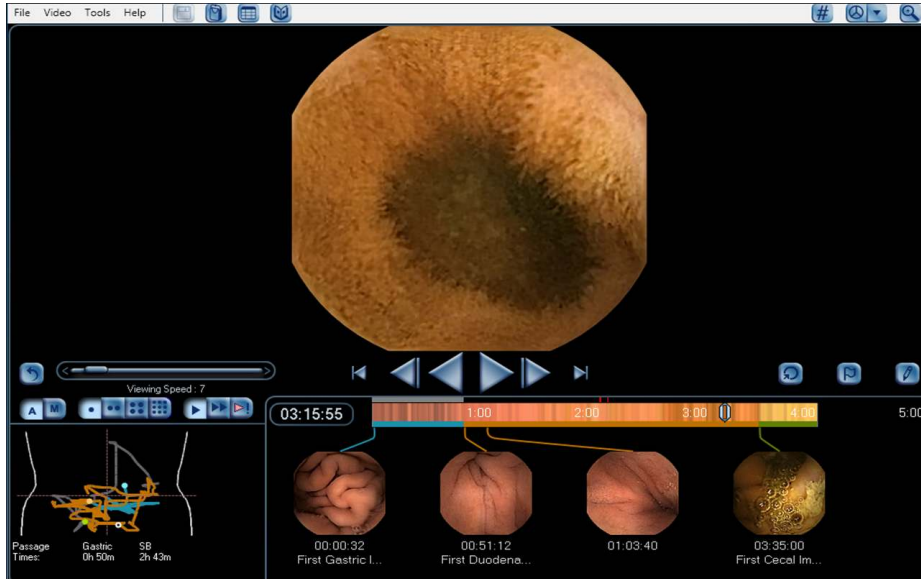 File Video Tools Help
#
Viewing Speed : 7
A M
03:15:55
1:00 2:00 3:00 4:00 5:00
Passage Gastric SB
Times: 0h 50m 2h 43m
00:00:32 00:51:12 01:03:40 03:35:00
First Gastric I... First Duodena... First Cecal Im...